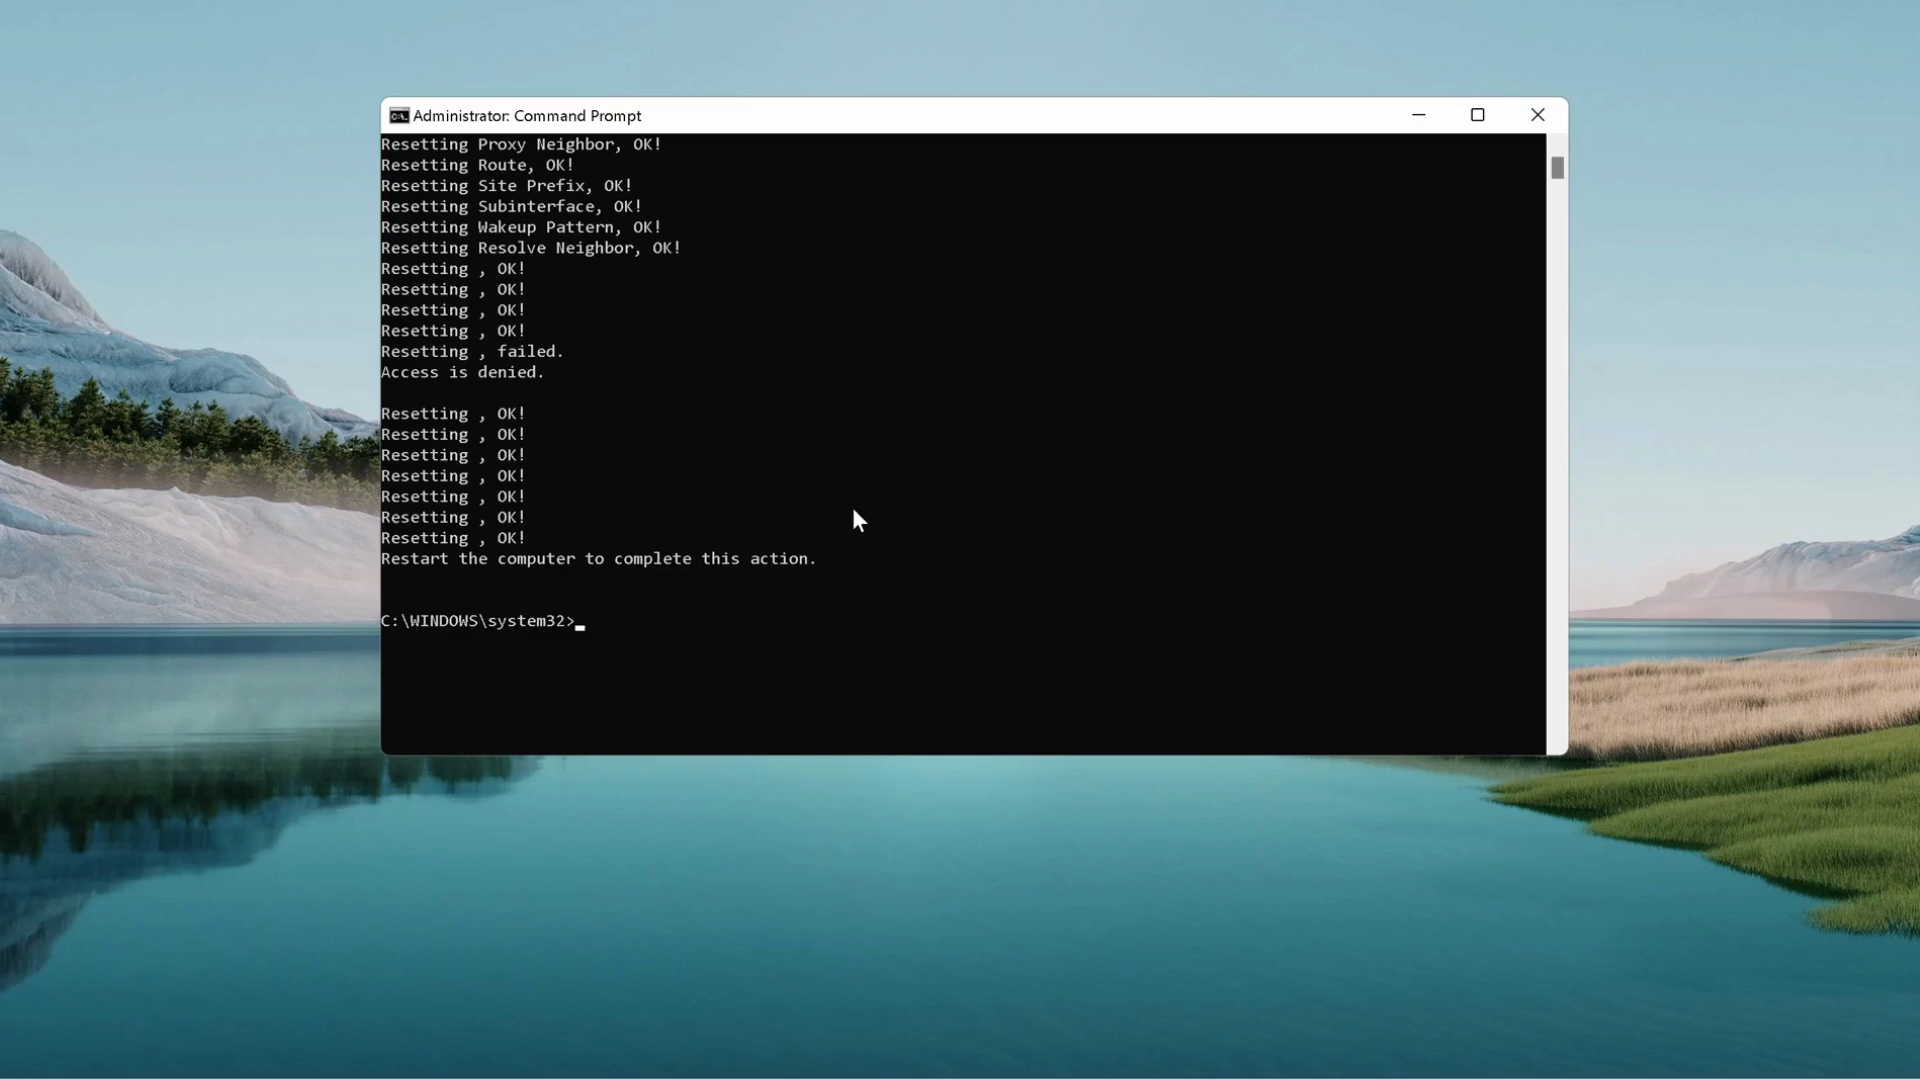 Administrator: Command Prompt
Resetting Proxy Neighbor, OK!
Resetting Route, OK!
Resetting Site Prefix, OK!
Resetting Subinterface, OK!
Resetting Wakeup Pattern, OK!
Resetting Resolve Neighbor, OK!
Resetting , OK!
Resetting , OK!
Resetting , OK!
Resetting , OK!
Resetting , failed.
Access is denied.
Resetting , OK!
Resetting , OK!
Resetting , OK!
Resetting , OK!
Resetting , OK!
Resetting , OK!
Resetting , OK!
Restart the computer to complete this action.
C:\WINDOWS\system32>